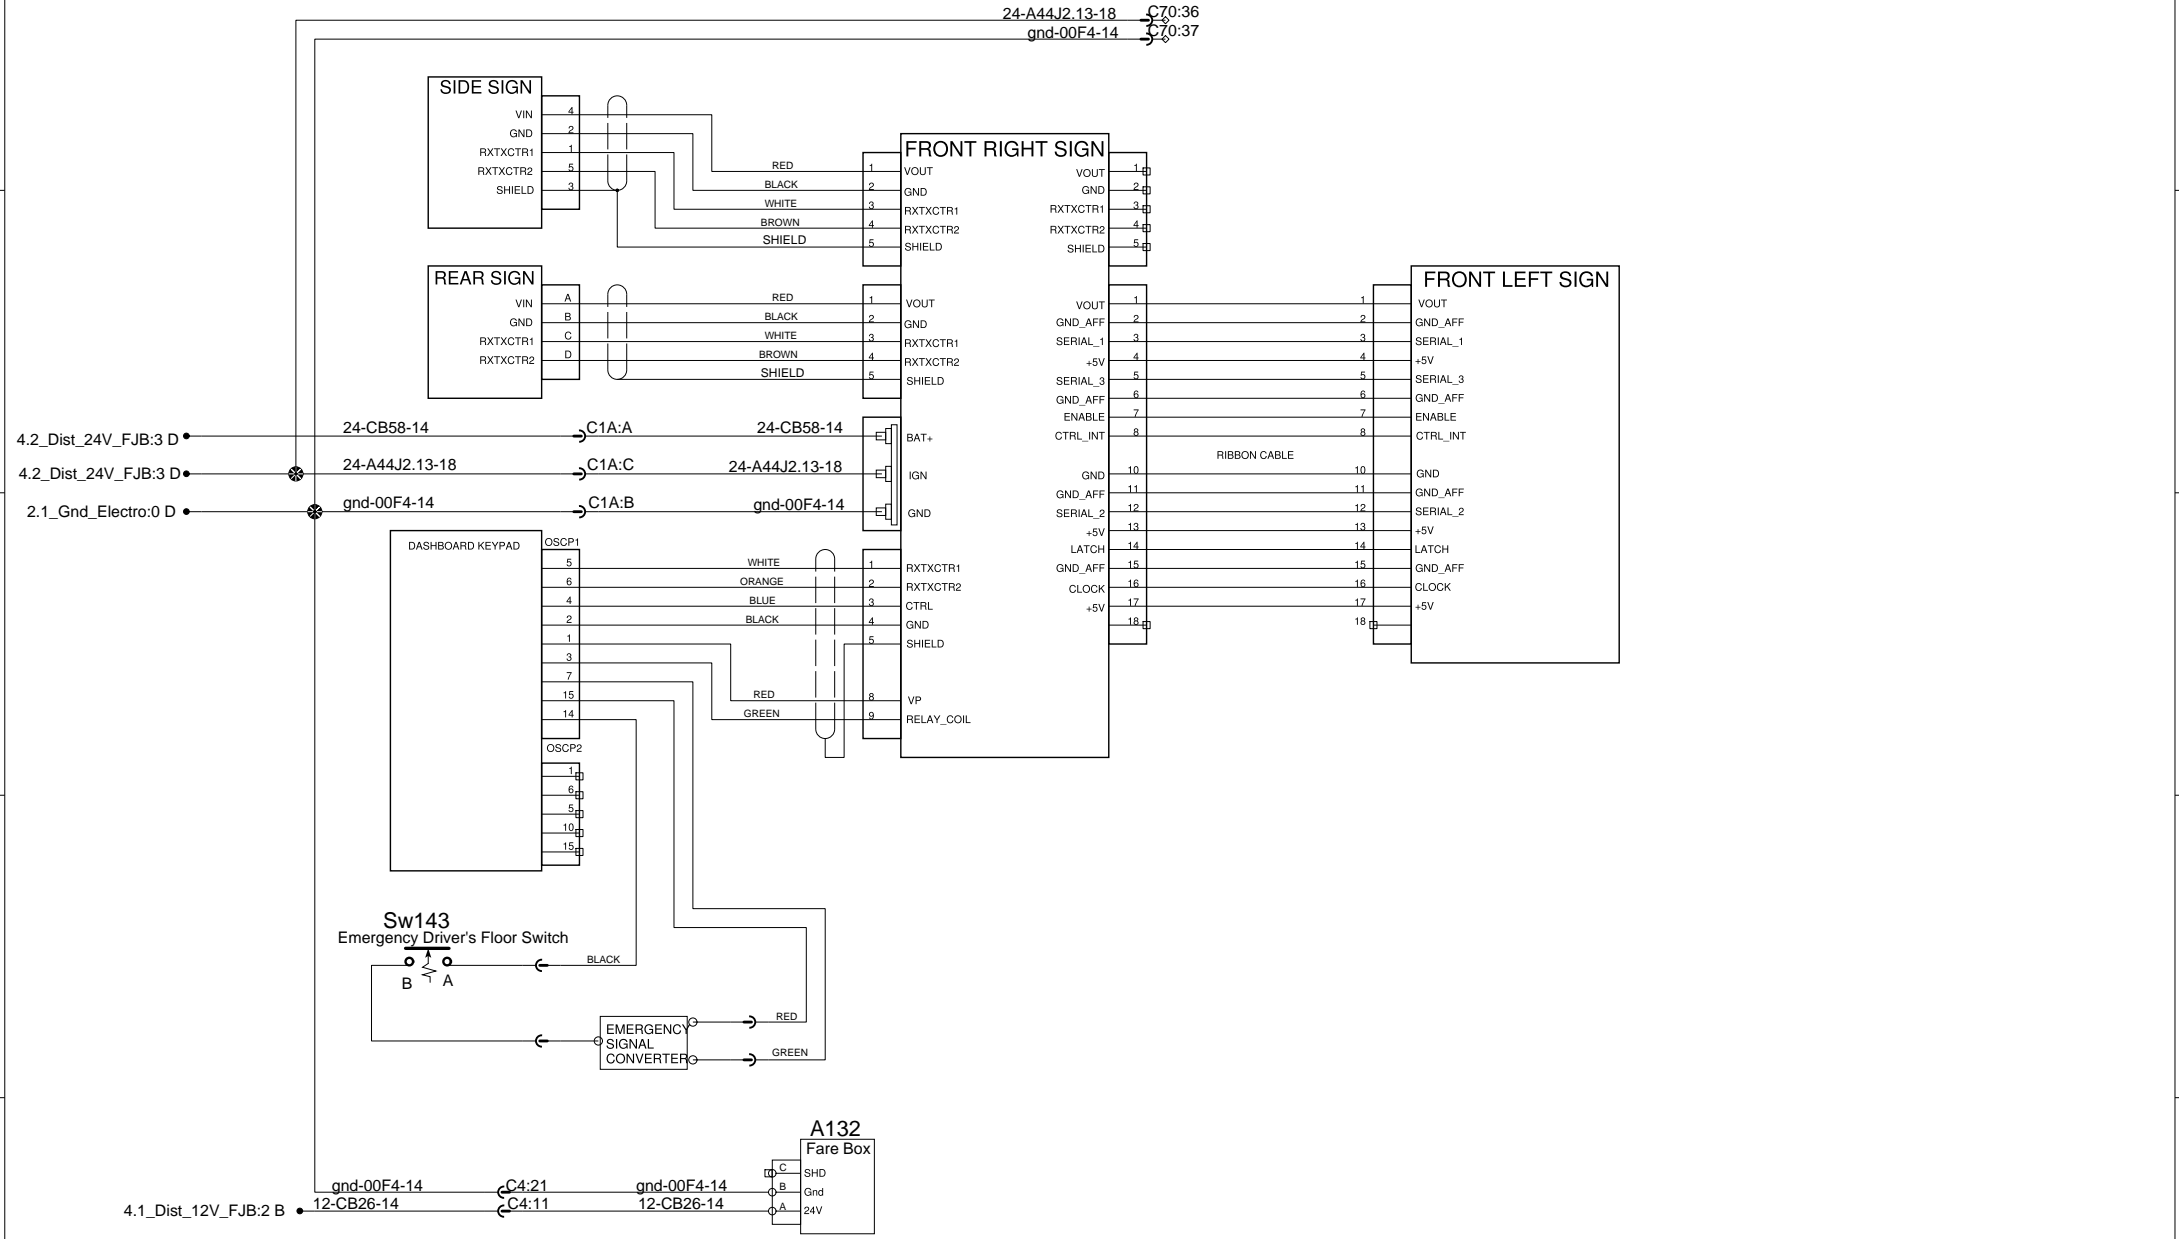 24-A44J2.13-18 C70:36
gnd-00F4-14 C70:37
SIDE SIGN
VIN 4
GND 2
RXTXCTR1 1
RXTXCTR2 5
SHIELD 3
RED
BLACK
WHITE
BROWN
SHIELD
FRONT RIGHT SIGN
1 VOUT
2 GND
3 RXTXCTR1
4 RXTXCTR2
5 SHIELD
VOUT 1
GND 2
RXTXCTR1 3
RXTXCTR2 4
SHIELD 5
REAR SIGN
VIN A
GND B
RXTXCTR1 C
RXTXCTR2 D
RED
BLACK
WHITE
BROWN
SHIELD
1 VOUT
2 GND
3 RXTXCTR1
4 RXTXCTR2
5 SHIELD
VOUT 1
GND_AFF 2
SERIAL_1 3
+5V 4
SERIAL_3 5
GND_AFF 6
ENABLE 7
CTRL_INT 8
GND 10
GND_AFF 11
SERIAL_2 12
+5V 13
LATCH 14
GND_AFF 15
CLOCK 16
+5V 17
18
RIBBON CABLE
FRONT LEFT SIGN
1 VOUT
2 GND_AFF
3 SERIAL_1
4 +5V
5 SERIAL_3
6 GND_AFF
7 ENABLE
8 CTRL_INT
10 GND
11 GND_AFF
12 SERIAL_2
13 +5V
14 LATCH
15 GND_AFF
16 CLOCK
17 +5V
18
4.2_Dist_24V_FJB:3 D 24-CB58-14 C1A:A 24-CB58-14 BAT+
4.2_Dist_24V_FJB:3 D 24-A44J2.13-18 C1A:C 24-A44J2.13-18 IGN
2.1_Gnd_Electro:0 D gnd-00F4-14 C1A:B gnd-00F4-14 GND
DASHBOARD KEYPAD
OSCP1
5
6
4
2
1
3
7
15
14
WHITE
ORANGE
BLUE
BLACK
RED
GREEN
1 RXTXCTR1
2 RXTXCTR2
3 CTRL
4 GND
5 SHIELD
8 VP
9 RELAY_COIL
OSCP2
1
6
5
10
15
Sw143
Emergency Driver's Floor Switch
B A
BLACK
EMERGENCY
SIGNAL
CONVERTER
RED
GREEN
A132
Fare Box
C SHD
gnd-00F4-14 C4:21 gnd-00F4-14 B Gnd
4.1_Dist_12V_FJB:2 B 12-CB26-14 C4:11 12-CB26-14 A 24V